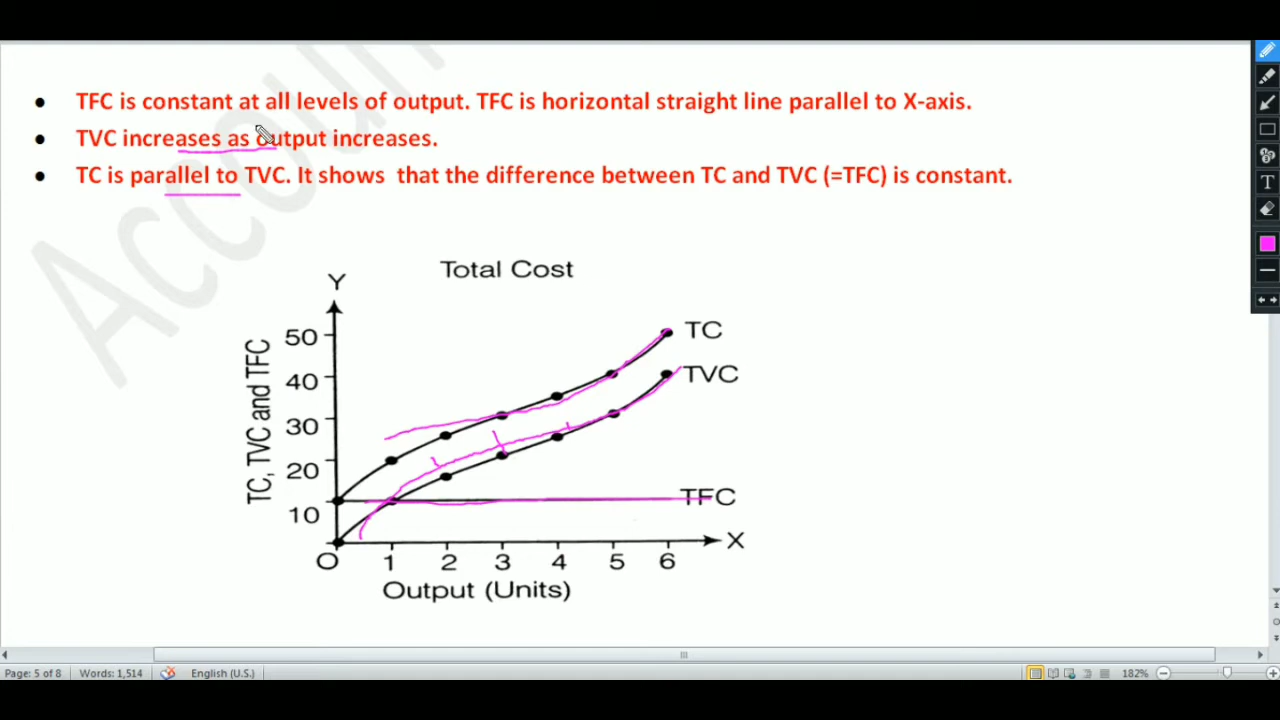 Accoun
• TFC is constant at all levels of output. TFC is horizontal straight line parallel to X-axis.
• TVC increases as output increases.
• TC is parallel to TVC. It shows that the difference between TC and TVC (=TFC) is constant.
Total Cost
Y
TC, TVC and TFC
50
40
30
20
10
TC
TVC
TFC
X
O 1 2 3 4 5 6
Output (Units)
T
Page: 5 of 8 Words: 1,514 English (U.S.) 182%